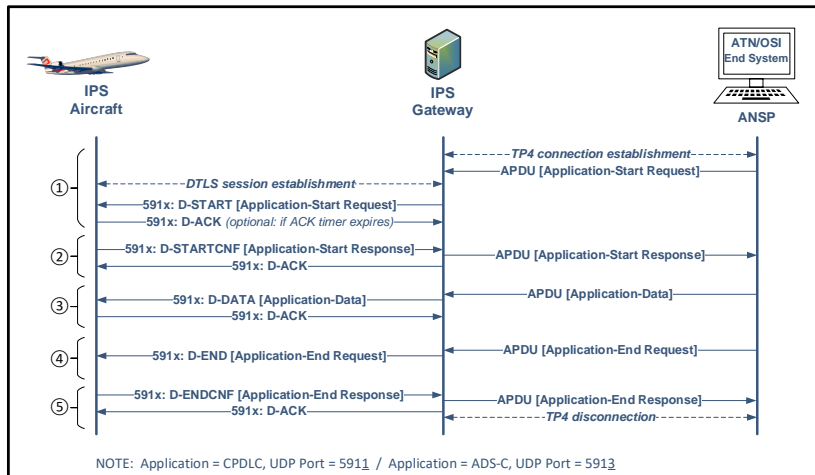 ATN/OSI
End System
IPS
Aircraft
IPS
Gateway
ANSP
①
TP4 connection establishment
APDU [Application-Start Request]
DTLS session establishment
591x: D-START [Application-Start Request]
591x: D-ACK (optional: if ACK timer expires)
②
591x: D-STARTCNF [Application-Start Response]
APDU [Application-Start Response]
591x: D-ACK
③
591x: D-DATA [Application-Data]
APDU [Application-Data]
591x: D-ACK
④
591x: D-END [Application-End Request]
APDU [Application-End Request]
⑤
591x: D-ENDCNF [Application-End Response]
APDU [Application-End Response]
591x: D-ACK
TP4 disconnection
NOTE: Application = CPDLC, UDP Port = 5911 / Application = ADS-C, UDP Port = 5913